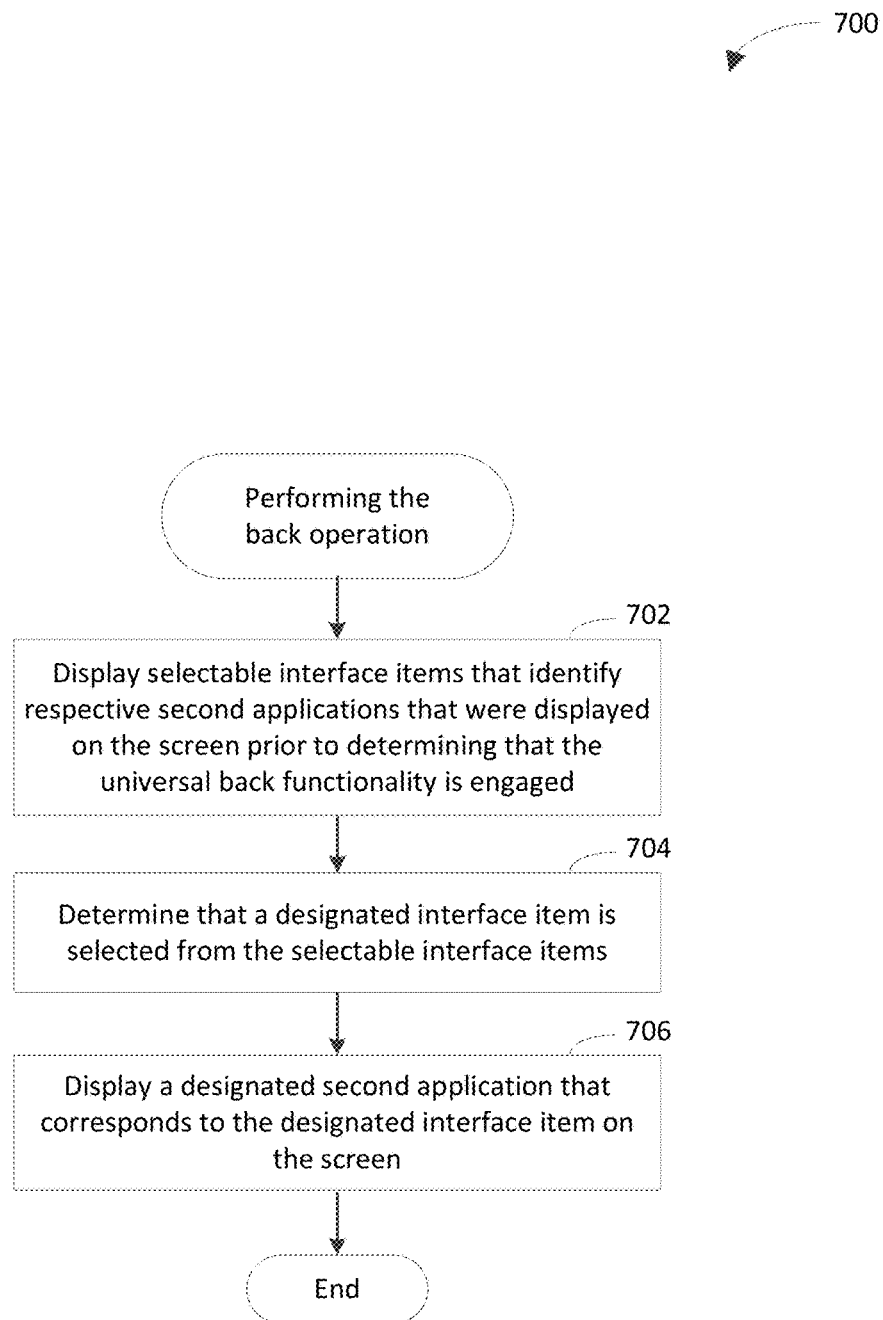 700
Performing the
back operation
702
Display selectable interface items that identify
respective second applications that were displayed
on the screen prior to determining that the
universal back functionality is engaged
704
Determine that a designated interface item is
selected from the selectable interface items
706
Display a designated second application that
corresponds to the designated interface item on
the screen
End